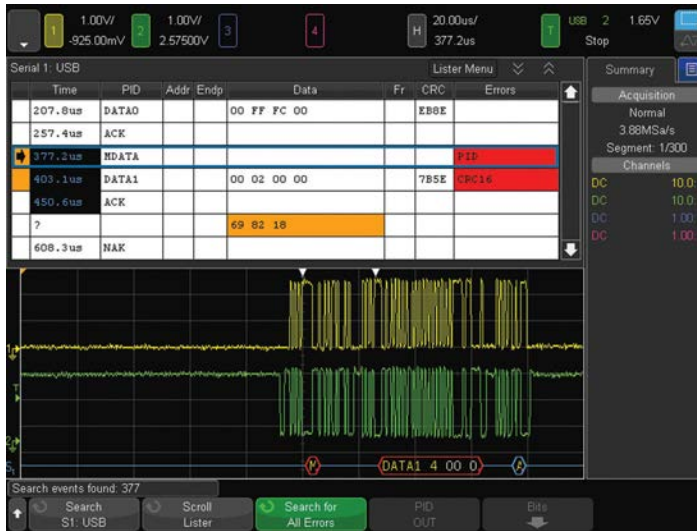 1 1.00V/ -925.00mV 2 1.00V/ 2.57500V 3 4 H 20.00us/ 377.2us T USB 2 1.65V Stop
Serial 1: USB Lister Menu Summary
Time PID Addr Endp Data Fr CRC Errors
207.8us DATA0 00 FF FC 00 EB8E
257.4us ACK
377.2us MDATA PID
403.1us DATA1 00 02 00 00 7B5E CRC16
450.6us ACK
? 69 82 18
608.3us NAK
Acquisition
Normal
3.88MSa/s
Segment: 1/300
Channels
DC 10.0:
DC 10.0:
DC 1.00:
DC 1.00:
1
T
2
S1 M DATA1 4 00 0 A
Search events found: 377
Search
S1: USB
Scroll
Lister
Search for
All Errors
PID
OUT
Bits